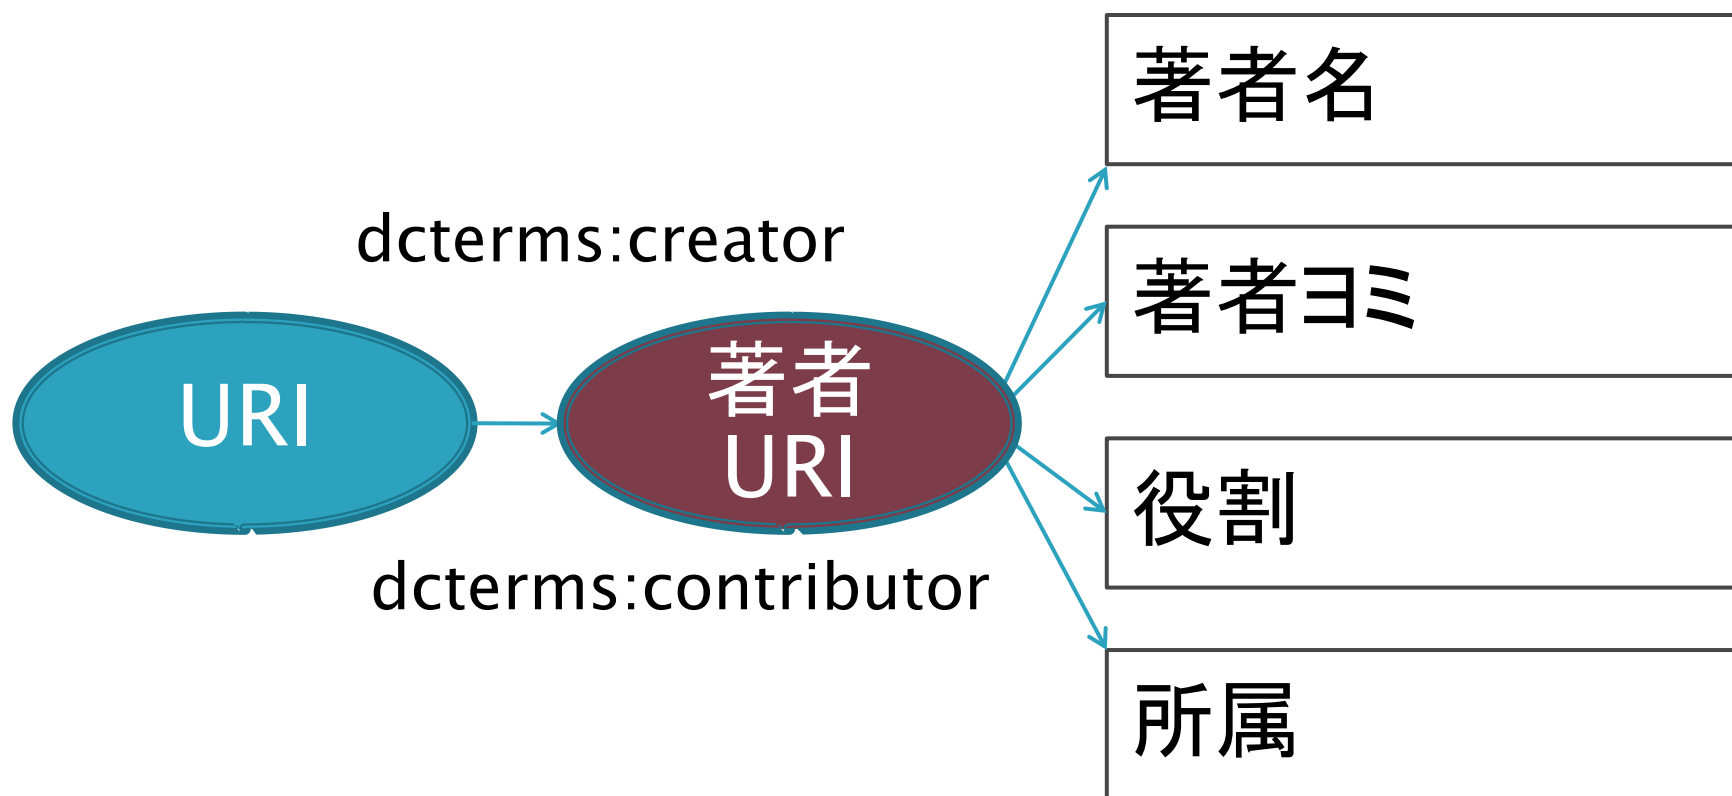 dcterms:creator
URI
著者
URI
dcterms:contributor
著者名
著者ヨミ
役割
所属